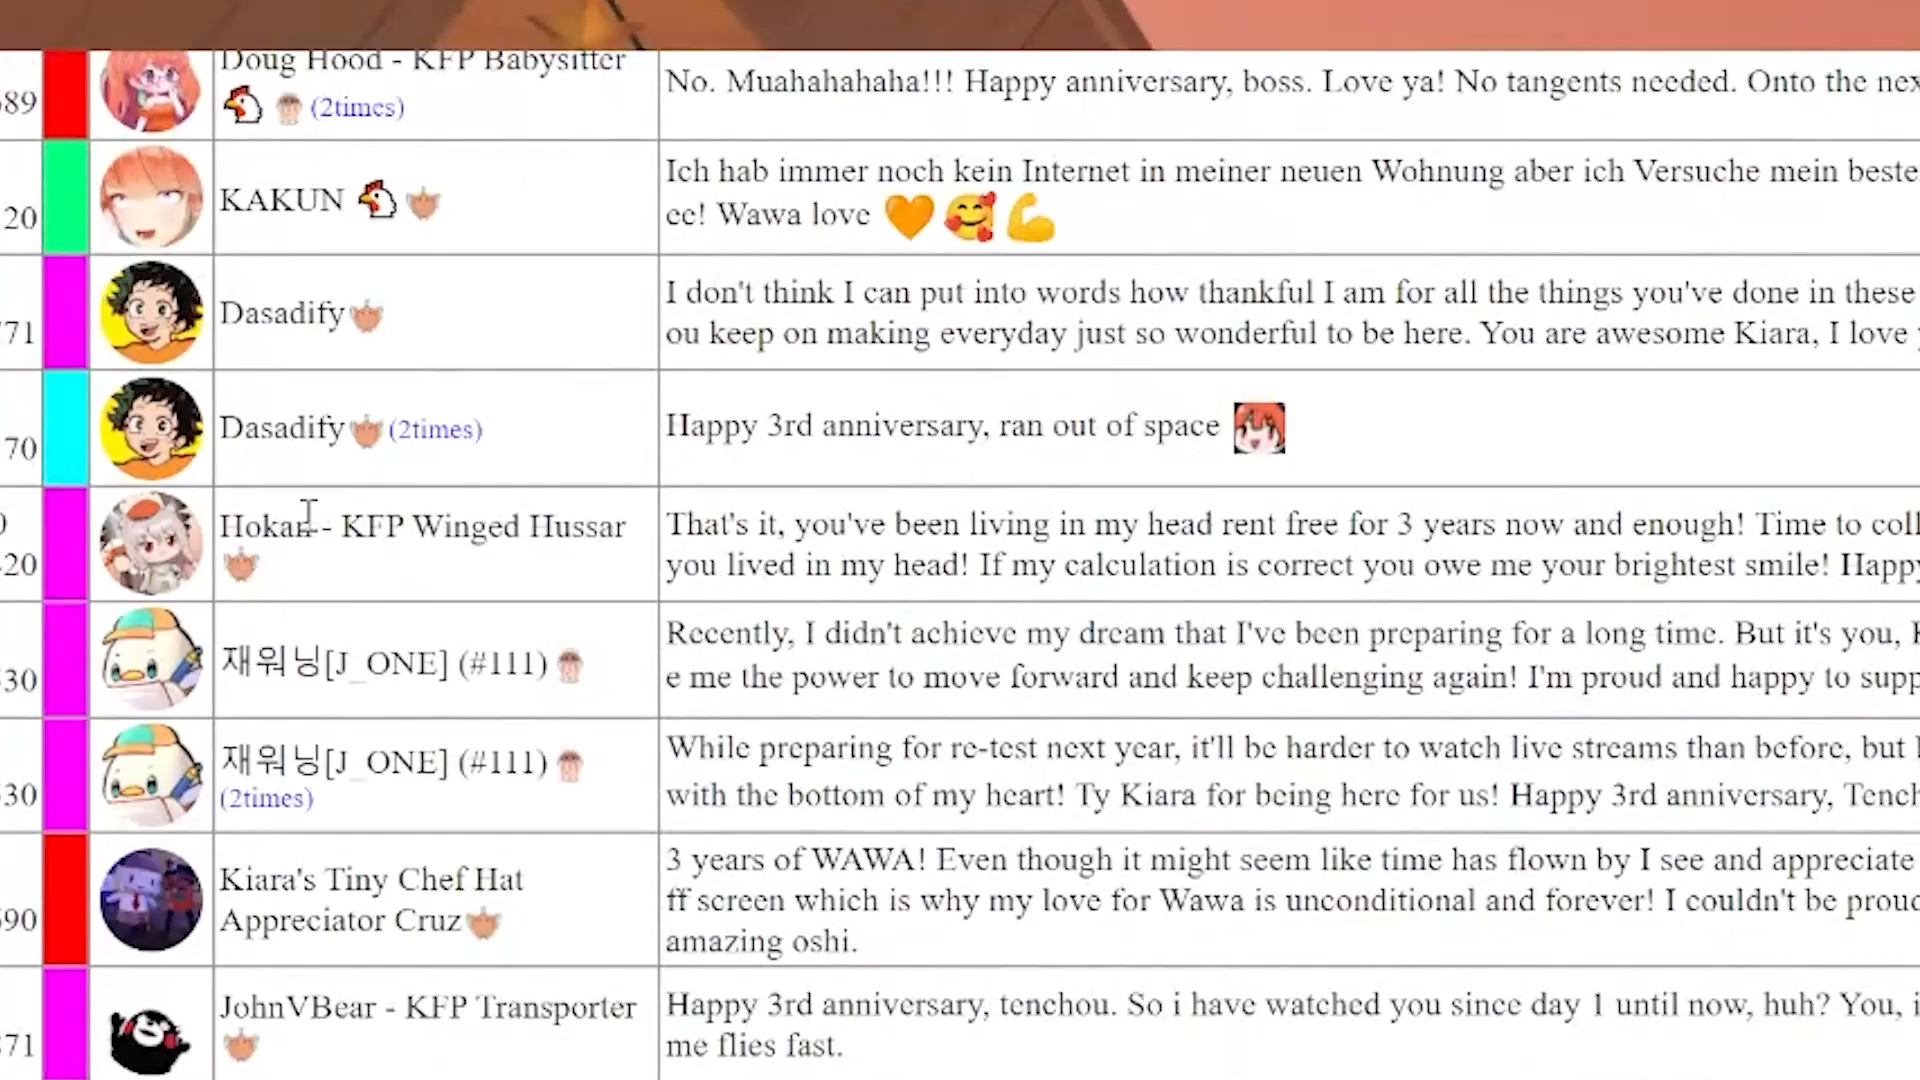 Doug Hood - KFP Babysitter
(2times)
No. Muahahahaha!!! Happy anniversary, boss. Love ya! No tangents needed. Onto the
89
KAKUN
Ich hab immer noch kein Internet in meiner neuen Wohnung aber ich Versuche mein beste
ee! Wawa love
20
Dasadify
I don't think I can put into words how thankful I am for all the things you've done in these
ou keep on making everyday just so wonderful to be here. You are awesome Kiara, I love
71
Dasadify (2times)
Happy 3rd anniversary, ran out of space
70
Hokan - KFP Winged Hussar
That's it, you've been living in my head rent free for 3 years now and enough! Time to coll
you lived in my head! If my calculation is correct you owe me your brightest smile! Happy
0
20
재워닝[J_ONE] (#111)
Recently, I didn't achieve my dream that I've been preparing for a long time. But it's you,
e me the power to move forward and keep challenging again! I'm proud and happy to supp
30
재워닝[J_ONE] (#111)
(2times)
While preparing for re-test next year, it'll be harder to watch live streams than before, but
with the bottom of my heart! Ty Kiara for being here for us! Happy 3rd anniversary, Tench
30
Kiara's Tiny Chef Hat
Appreciator Cruz
3 years of WAWA! Even though it might seem like time has flown by I see and appreciate
ff screen which is why my love for Wawa is unconditional and forever! I couldn't be proud
amazing oshi.
90
JohnVBear - KFP Transporter
Happy 3rd anniversary, tenchou. So i have watched you since day 1 until now, huh? You, i
me flies fast.
71